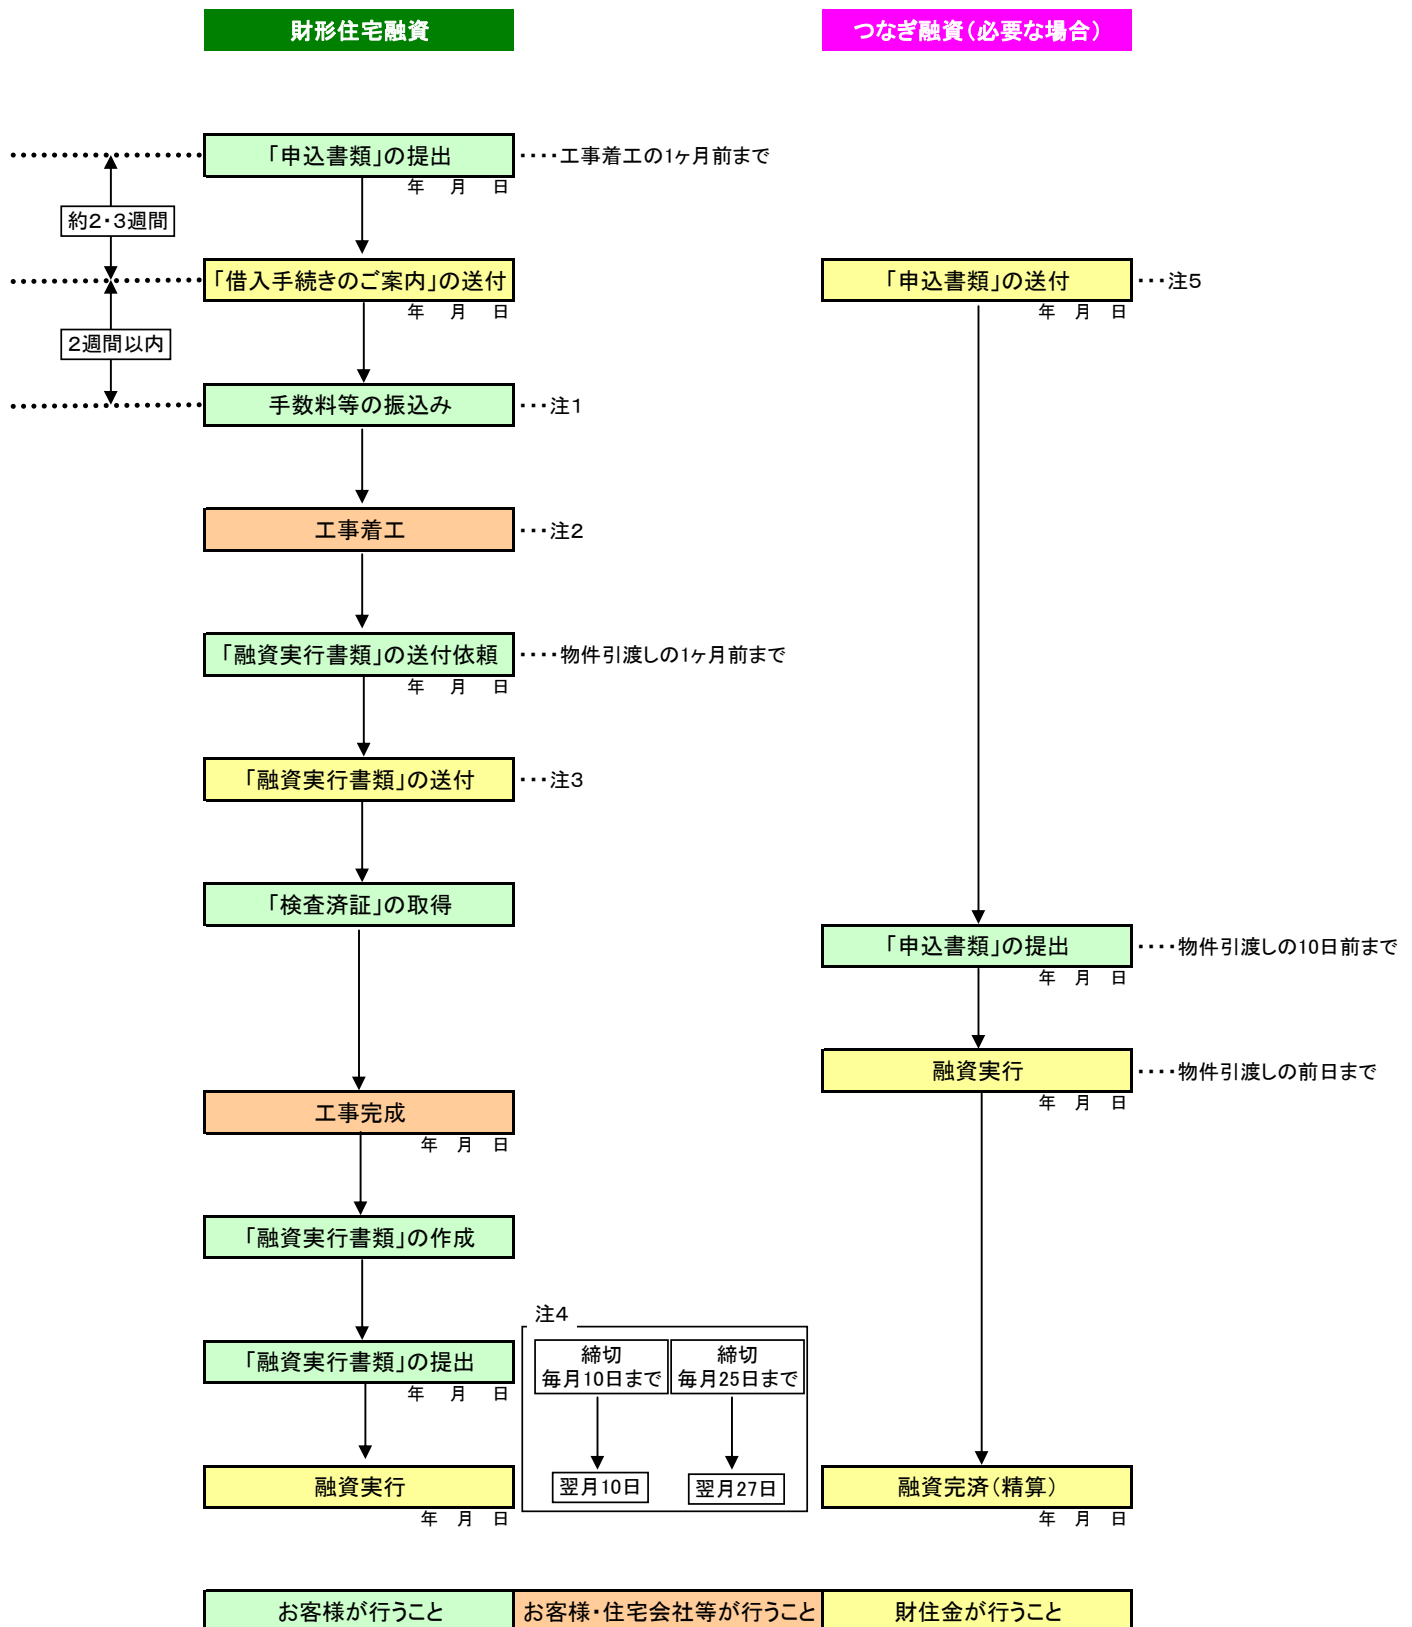 財形住宅融資
つなぎ融資(必要な場合)
「申込書類」の提出
・・・・工事着工の1ヶ月前まで
年 月 日
約2・3週間
「借入手続きのご案内」の送付
年 月 日
「申込書類」の送付
・・・注5
年 月 日
2週間以内
手数料等の振込み
・・・注1
工事着工
・・・注2
「融資実行書類」の送付依頼
・・・・物件引渡しの1ヶ月前まで
年 月 日
「融資実行書類」の送付
・・・注3
「検査済証」の取得
「申込書類」の提出
・・・・物件引渡しの10日前まで
年 月 日
融資実行
・・・・物件引渡しの前日まで
年 月 日
工事完成
年 月 日
「融資実行書類」の作成
注4
「融資実行書類」の提出
年 月 日
締切
毎月10日まで
締切
毎月25日まで
翌月10日
翌月27日
融資実行
年 月 日
融資完済(精算)
年 月 日
お客様が行うこと
お客様・住宅会社等が行うこと
財住金が行うこと